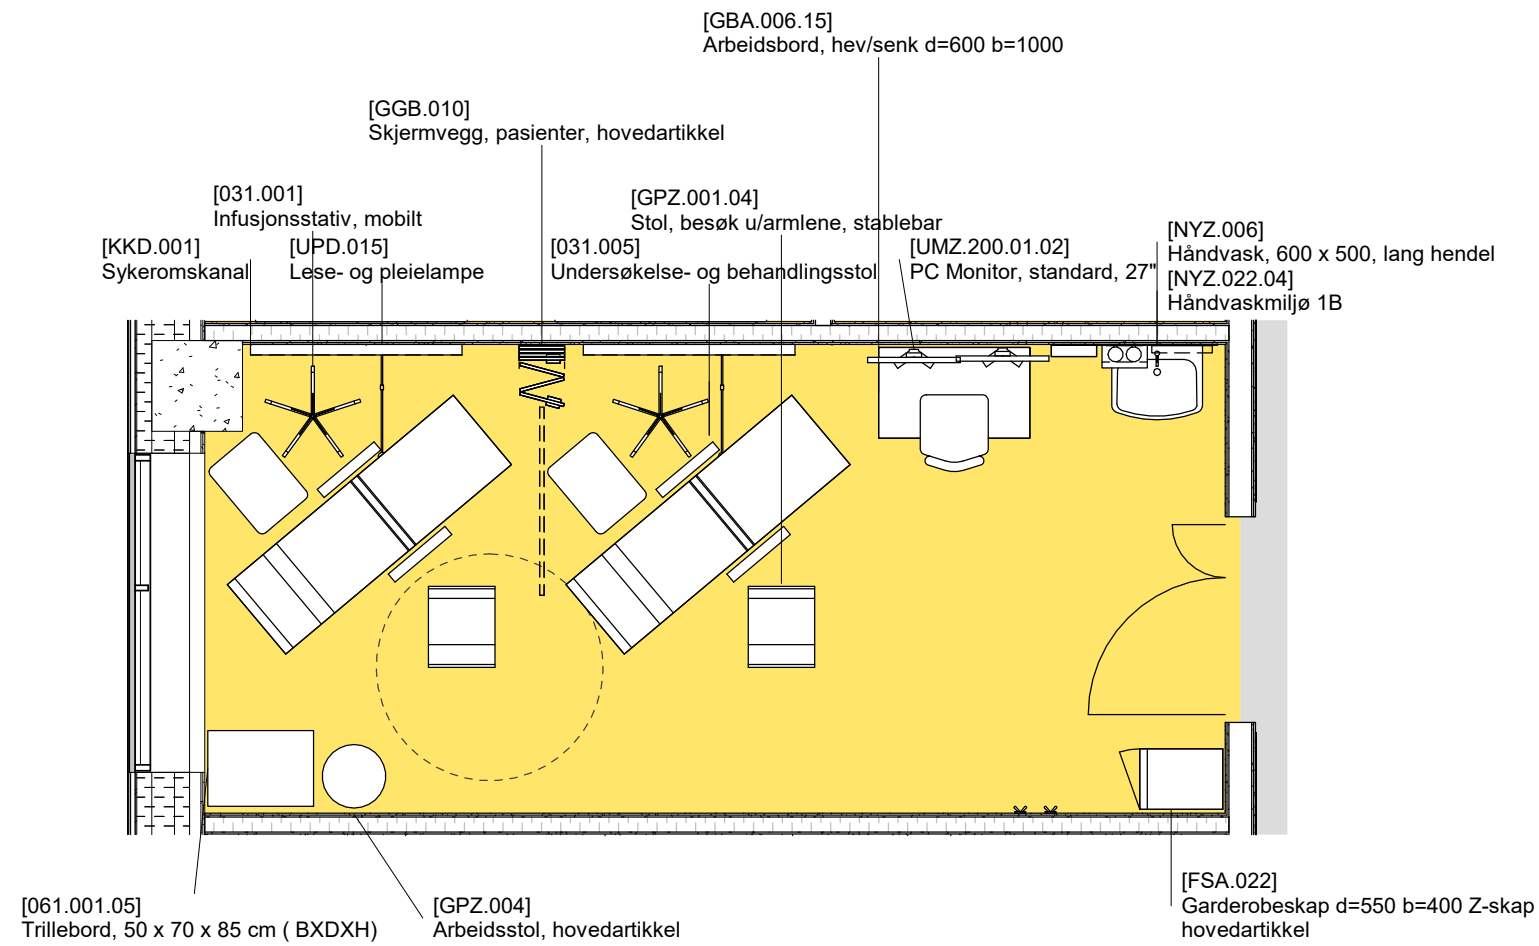 [GBA.006.15]
Arbeidsbord, hev/senk d=600 b=1000
[GGB.010]
Skjermvegg, pasienter, hovedartikkel
[031.001]
Infusjonsstativ, mobilt
[GPZ.001.04]
Stol, besøk u/armlene, stablebar
[KKD.001]
Sykeromskanal
[UPD.015]
Lese- og pleielampe
[031.005]
Undersøkelse- og behandlingsstol
[UMZ.200.01.02]
PC Monitor, standard, 27"
[NYZ.006]
Håndvask, 600 x 500, lang hendel
[NYZ.022.04]
Håndvaskmiljø 1B
[061.001.05]
Trillebord, 50 x 70 x 85 cm ( BXDXH)
[GPZ.004]
Arbeidsstol, hovedartikkel
[FSA.022]
Garderobeskap d=550 b=400 Z-skap
hovedartikkel